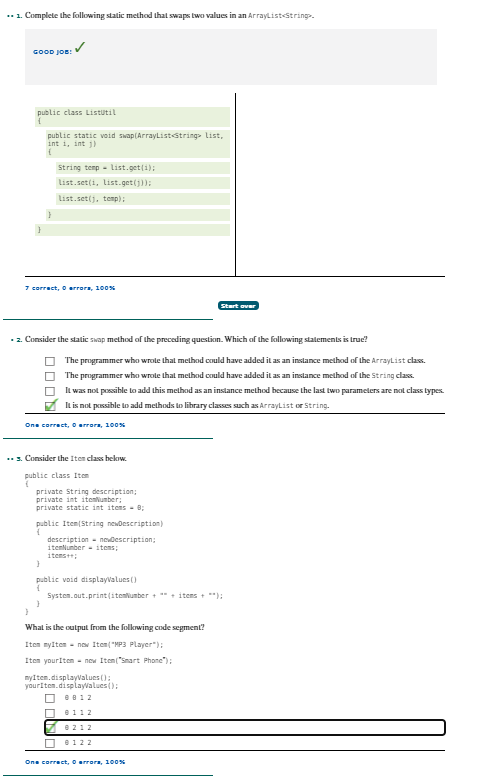 •• 1. Complete the following static method that swaps two values in an ArrayList<String>.
GOOD JOB!
public class ListUtil
{
public static void swap(ArrayList<String> list,
int i, int j)
{
String temp = list.get(i);
list.set(i, list.get(j));
list.set(j, temp);
}
}
7 correct, 0 errors, 100%
Start over
• 2. Consider the static swap method of the preceding question. Which of the following statements is true?
The programmer who wrote that method could have added it as an instance method of the ArrayList class.
The programmer who wrote that method could have added it as an instance method of the String class.
It was not possible to add this method as an instance method because the last two parameters are not class types.
It is not possible to add methods to library classes such as ArrayList or String.
One correct, 0 errors, 100%
•• 3. Consider the Item class below.
public class Item
{
private String description;
private int itemNumber;
private static int items = 0;
public Item(String newDescription)
{
description = newDescription;
itemNumber = items;
items++;
}
public void displayValues()
{
System.out.print(itemNumber + "" + items + "");
}
}
What is the output from the following code segment?
Item myItem = new Item("MP3 Player");
Item yourItem = new Item("Smart Phone");
myItem.displayValues();
yourItem.displayValues();
0 0 1 2
0 1 1 2
0 2 1 2
0 1 2 2
One correct, 0 errors, 100%